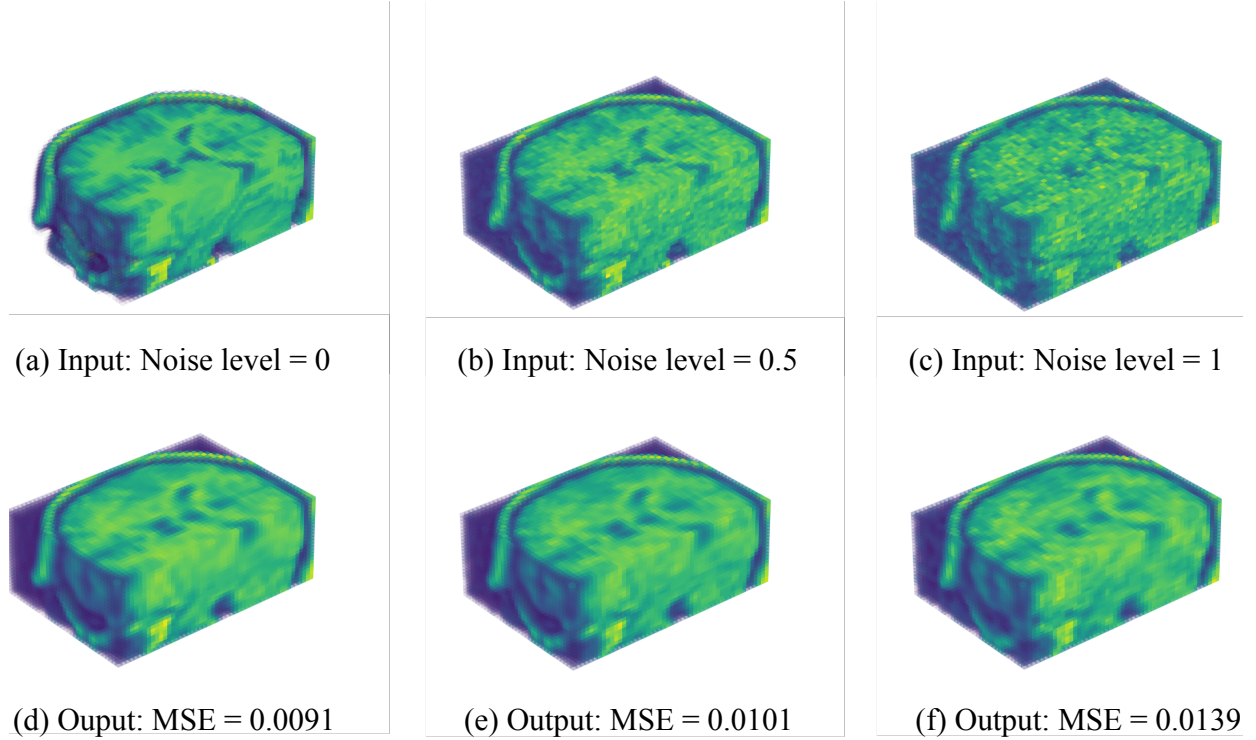 (a) Input: Noise level = 0
(b) Input: Noise level = 0.5
(c) Input: Noise level = 1
(d) Ouput: MSE = 0.0091
(e) Output: MSE = 0.0101
(f) Output: MSE = 0.0139